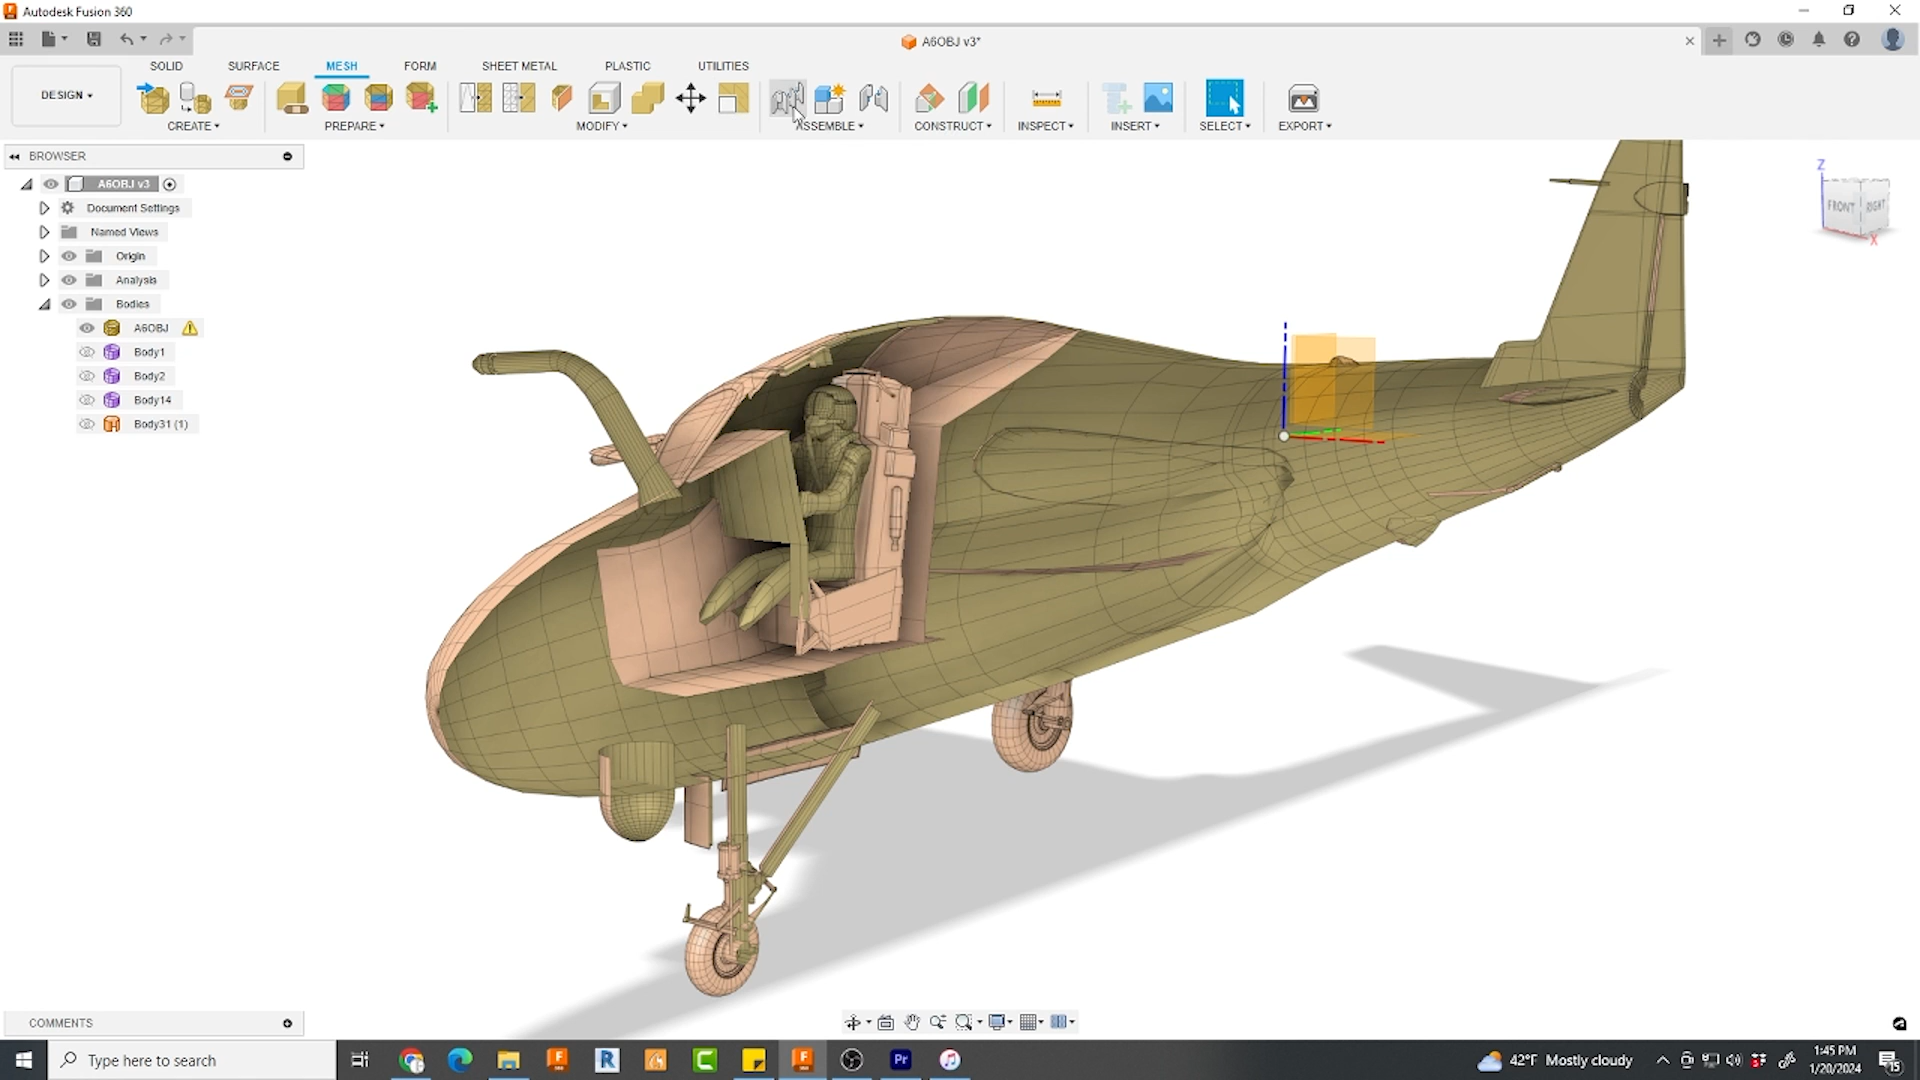 Autodesk Fusion 360
A6OBJ v3*
DESIGN
SOLID SURFACE MESH FORM SHEET METAL PLASTIC UTILITIES
CREATE PREPARE MODIFY ASSEMBLE CONSTRUCT INSPECT INSERT SELECT EXPORT
BROWSER
A6OBJ v3
Document Settings
Named Views
Origin
Analysis
Bodies
A6OBJ
Body1
Body2
Body14
Body31 (1)
Z
FRONT RIGHT
X
COMMENTS
Type here to search
R
Pr
42°F Mostly cloudy
1:45 PM
1/20/2024
15